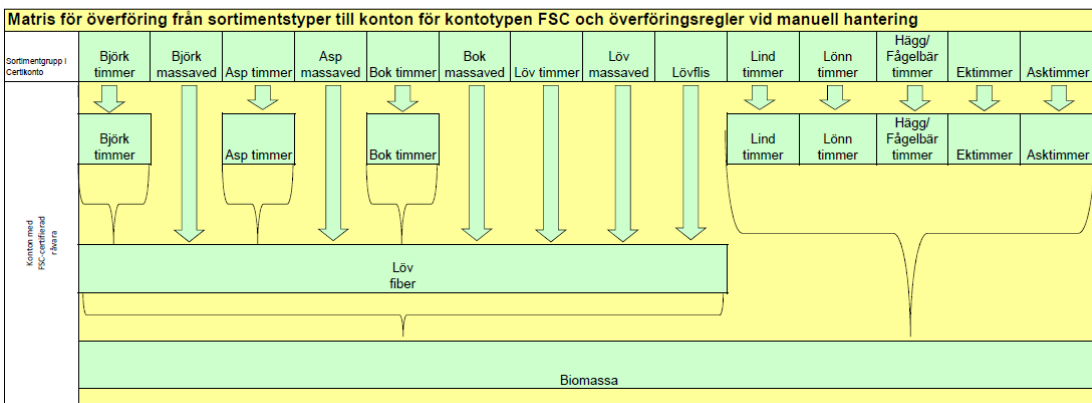 Matris för överföring från sortimentstyper till konton för kontotypen FSC och överföringsregler vid manuell hantering
Sortimentgrupp i
Certikonto
Björk
timmer
Björk
massaved
Asp timmer
Asp
massaved
Bok timmer
Bok
massaved
Löv timmer
Löv
massaved
Lövflis
Lind
timmer
Lönn
timmer
Hägg/
Fågelbär
timmer
Ektimmer
Asktimmer
Konton med
FSC-certifierad
råvara
Björk
timmer
Asp timmer
Bok timmer
Lind
timmer
Lönn
timmer
Hägg/
Fågelbär
timmer
Ektimmer
Asktimmer
Löv
fiber
Biomassa